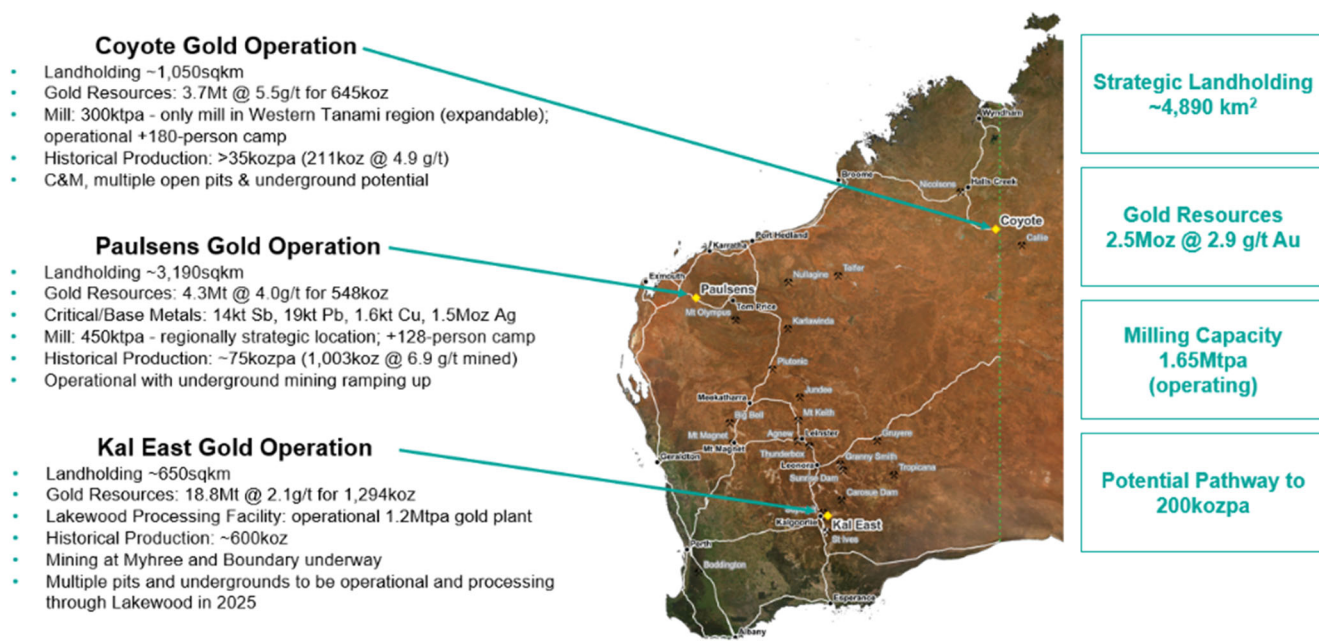 Coyote Gold Operation
• Landholding ~1,050sqkm
• Gold Resources: 3.7Mt @ 5.5g/t for 645koz
• Mill: 300ktpa - only mill in Western Tanami region (expandable);
operational +180-person camp
• Historical Production: >35kozpa (211koz @ 4.9 g/t)
• C&M, multiple open pits & underground potential
Paulsens Gold Operation
• Landholding ~3,190sqkm
• Gold Resources: 4.3Mt @ 4.0g/t for 548koz
• Critical/Base Metals: 14kt Sb, 19kt Pb, 1.6kt Cu, 1.5Moz Ag
• Mill: 450ktpa - regionally strategic location; +128-person camp
• Historical Production: ~75kozpa (1,003koz @ 6.9 g/t mined)
• Operational with underground mining ramping up
Kal East Gold Operation
• Landholding ~650sqkm
• Gold Resources: 18.8Mt @ 2.1g/t for 1,294koz
• Lakewood Processing Facility: operational 1.2Mtpa gold plant
• Historical Production: ~600koz
• Mining at Myhree and Boundary underway
• Multiple pits and undergrounds to be operational and processing
through Lakewood in 2025
Wyndham
Broome
Nicolsons
Halls Creek
Coyote
Callie
Port Hedland
Karratha
Exmouth
Nullagine
Telfer
Paulsens
Tom Price
Mt Olympus
Karlawinda
Plutonic
Jundee
Meekatharra
Big Bell
Mt Keith
Mt Magnet
Agnew
Leinster
Gruyere
Mt Magnet
Geraldton
Thunderbox
Granny Smith
Leonora
Tropicana
Sunrise Dam
Carosue Dam
Kalgoorlie
Kal East
St Ives
Perth
Boddington
Esperance
Albany
Strategic Landholding
~4,890 km²
Gold Resources
2.5Moz @ 2.9 g/t Au
Milling Capacity
1.65Mtpa
(operating)
Potential Pathway to
200kozpa